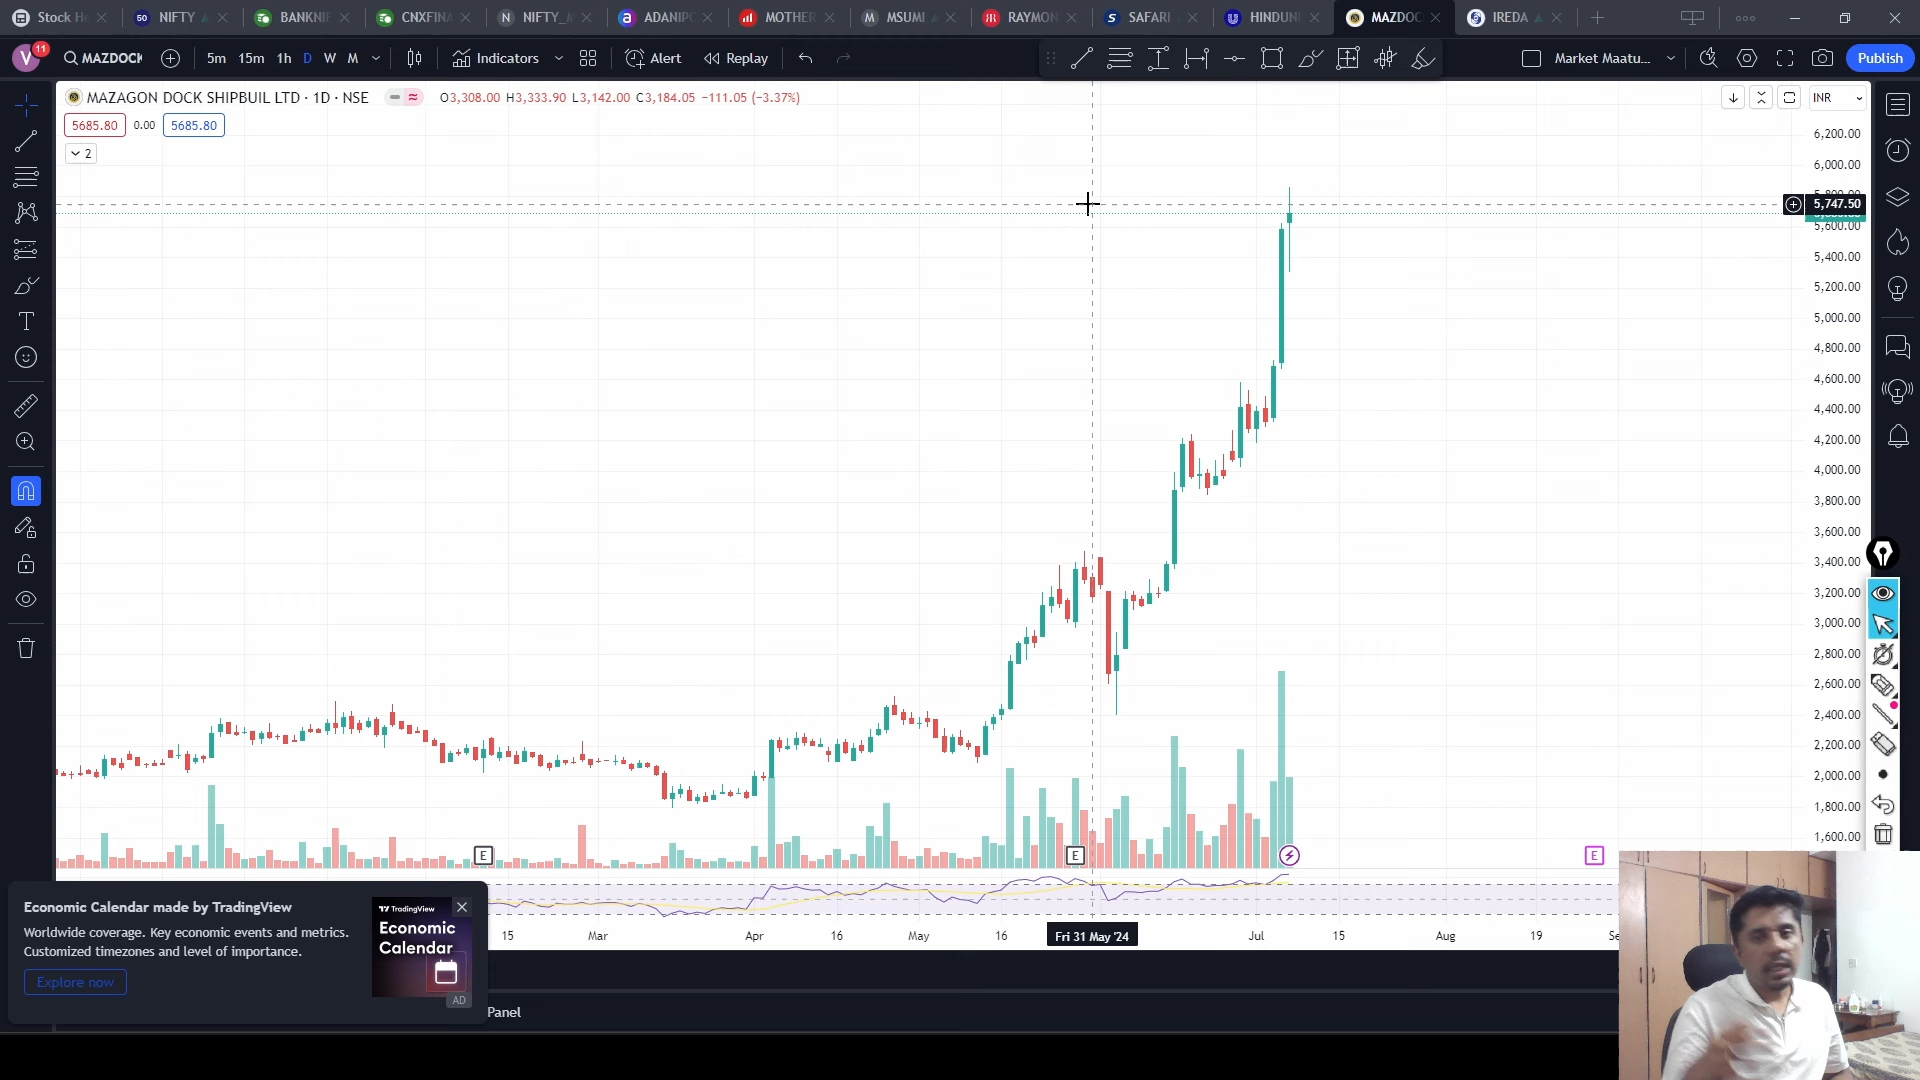 Stock H
50 NIFTY
BANKNIF
CNXFINA
N NIFTY_M
a ADANIPO
MOTHER
M MSUMI
RAYMON
S SAFARI
HINDUN
MAZDOC
IREDA
V 11
MAZDOCK
5m 15m 1h D W M
Indicators
Alert
Replay
Market Maatu...
Publish
MAZAGON DOCK SHIPBUIL LTD · 1D · NSE
O3,308.00 H3,333.90 L3,142.00 C3,184.05 −111.05 (−3.37%)
INR
5685.80 0.00 5685.80
2
6,200.00
6,000.00
5,747.50
5,600.00
5,400.00
5,200.00
5,000.00
4,800.00
4,600.00
4,400.00
4,200.00
4,000.00
3,800.00
3,600.00
3,400.00
3,200.00
3,000.00
2,800.00
2,600.00
2,400.00
2,200.00
2,000.00
1,800.00
1,600.00
E E E
15 Mar Apr 16 May 16 Fri 31 May '24 Jul 15 Aug 19 Se
Economic Calendar made by TradingView
Worldwide coverage. Key economic events and metrics.
Customized timezones and level of importance.
Explore now
TradingView
Economic
Calendar
AD
Panel